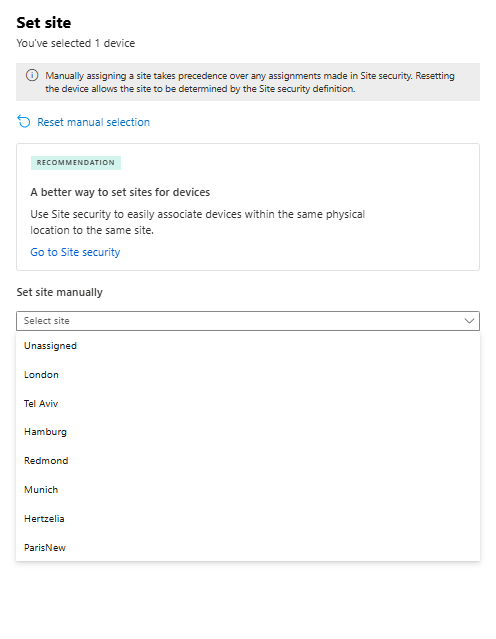 Set site
You've selected 1 device
Manually assigning a site takes precedence over any assignments made in Site security. Resetting
the device allows the site to be determined by the Site security definition.
Reset manual selection
RECOMMENDATION
A better way to set sites for devices
Use Site security to easily associate devices within the same physical
location to the same site.
Go to Site security
Set site manually
Select site
Unassigned
London
Tel Aviv
Hamburg
Redmond
Munich
Hertzelia
ParisNew